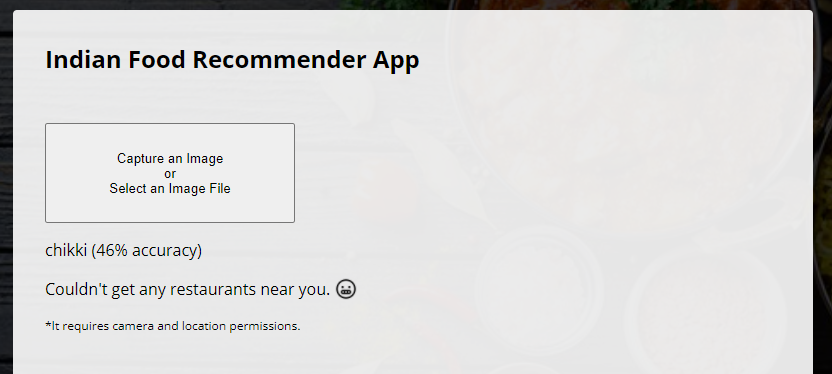 Indian Food Recommender App
Capture an Image
or
Select an Image File
chikki (46% accuracy)
Couldn't get any restaurants near you. 😬
*It requires camera and location permissions.